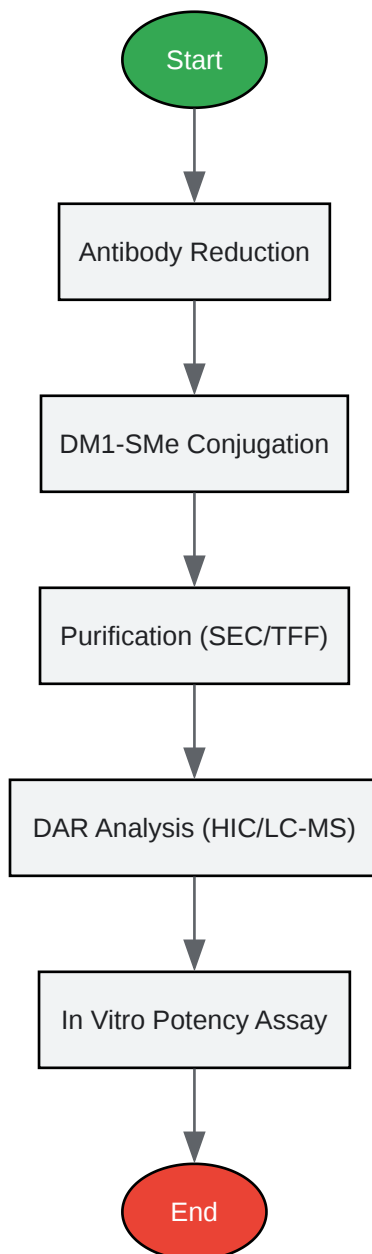 Start
Antibody Reduction
DM1-SMe Conjugation
Purification (SEC/TFF)
DAR Analysis (HIC/LC-MS)
In Vitro Potency Assay
End